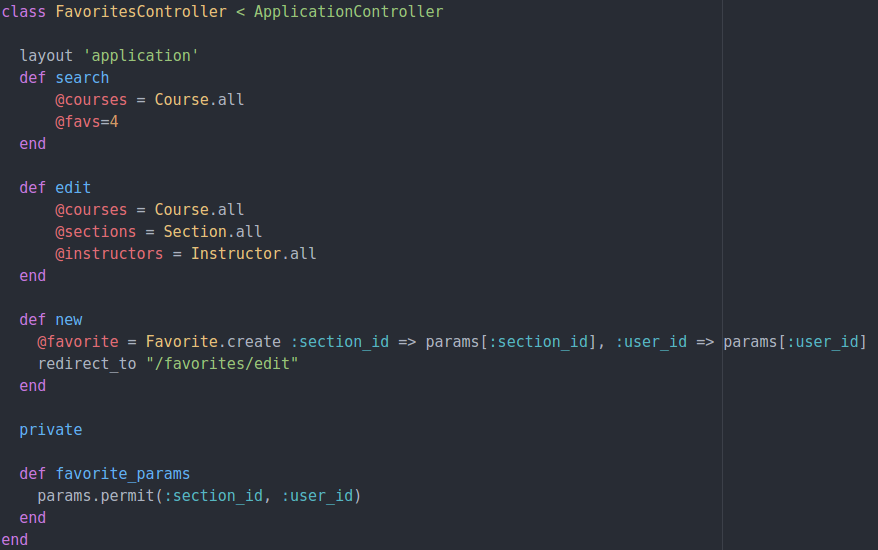 class FavoritesController < ApplicationController
layout 'application'
def search
@courses = Course.all
@favs=4
end
def edit
@courses = Course.all
@sections = Section.all
@instructors = Instructor.all
end
def new
@favorite = Favorite.create :section_id => params[:section_id], :user_id => params[:user_id]
redirect_to "/favorites/edit"
end
private
def favorite_params
params.permit(:section_id, :user_id)
end
end